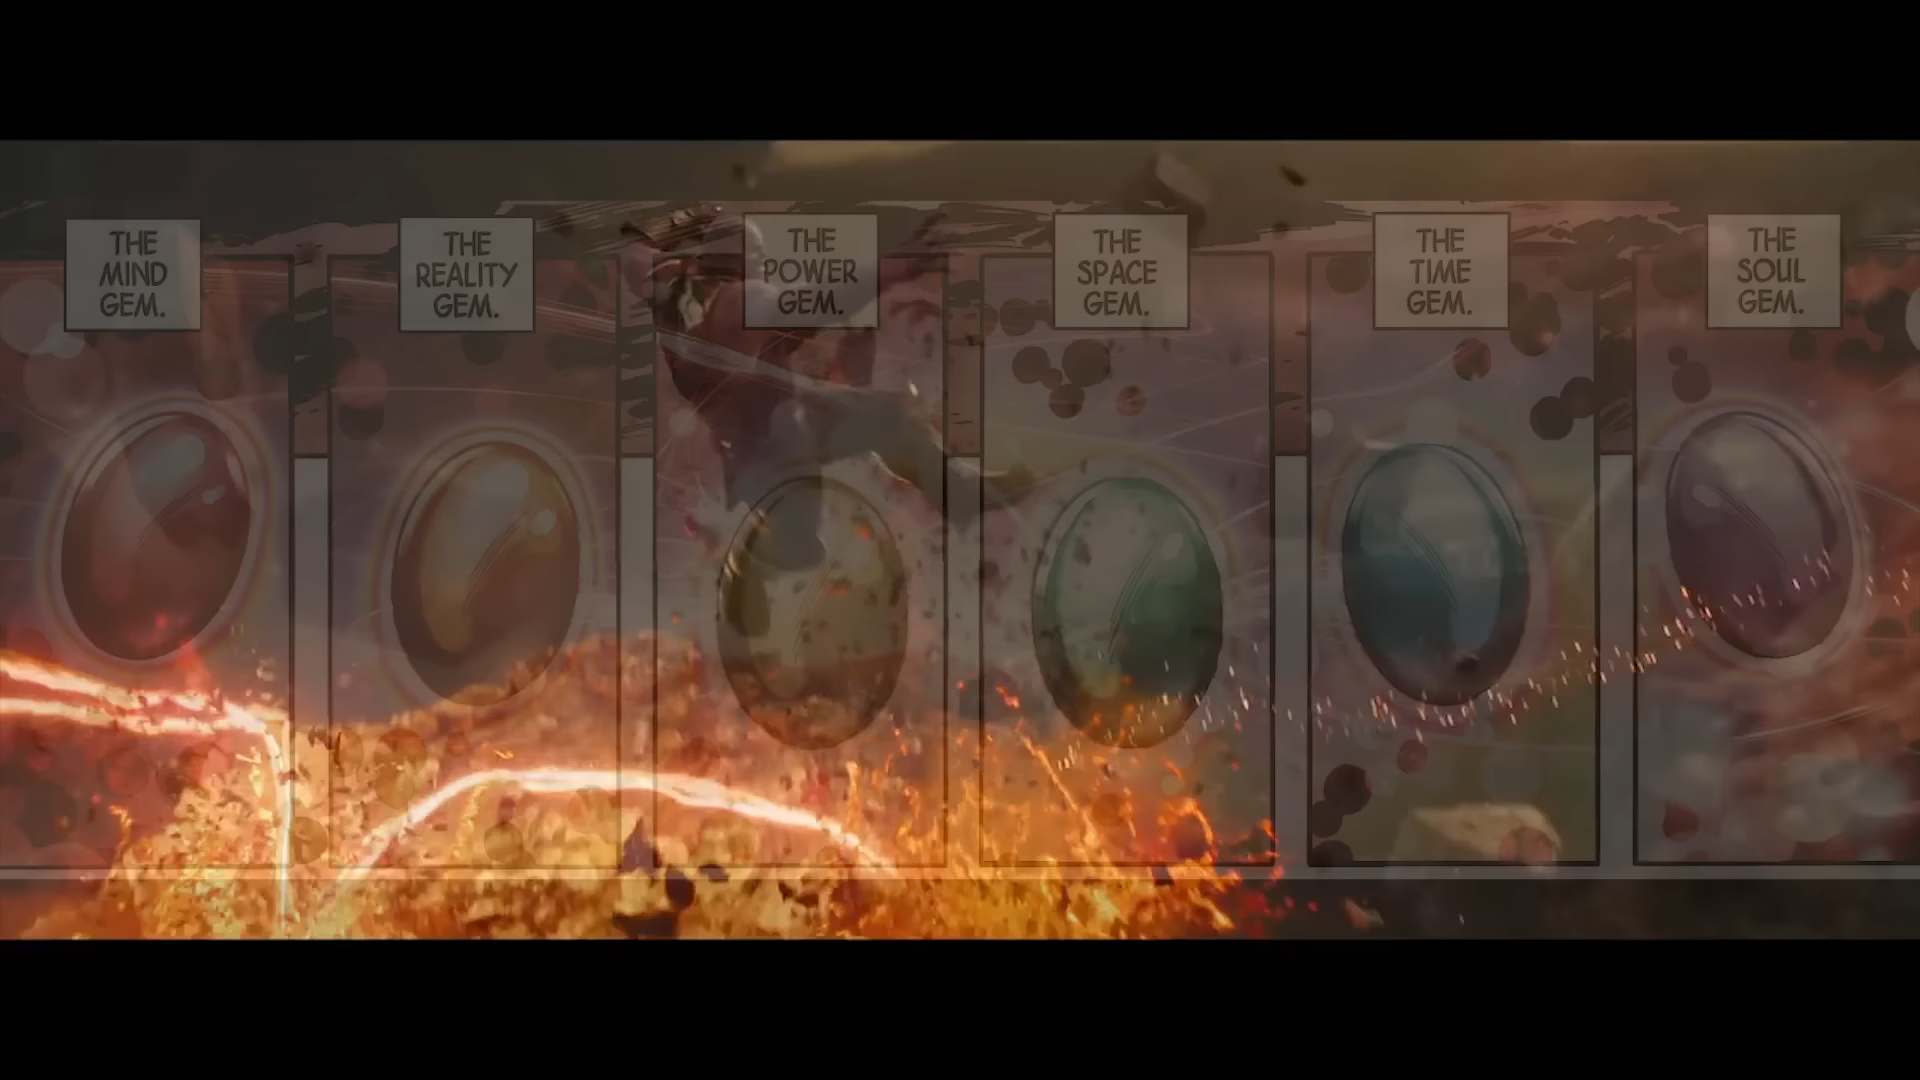 THE
MIND
GEM.
THE
REALITY
GEM.
THE
POWER
GEM.
THE
SPACE
GEM.
THE
TIME
GEM.
THE
SOUL
GEM.